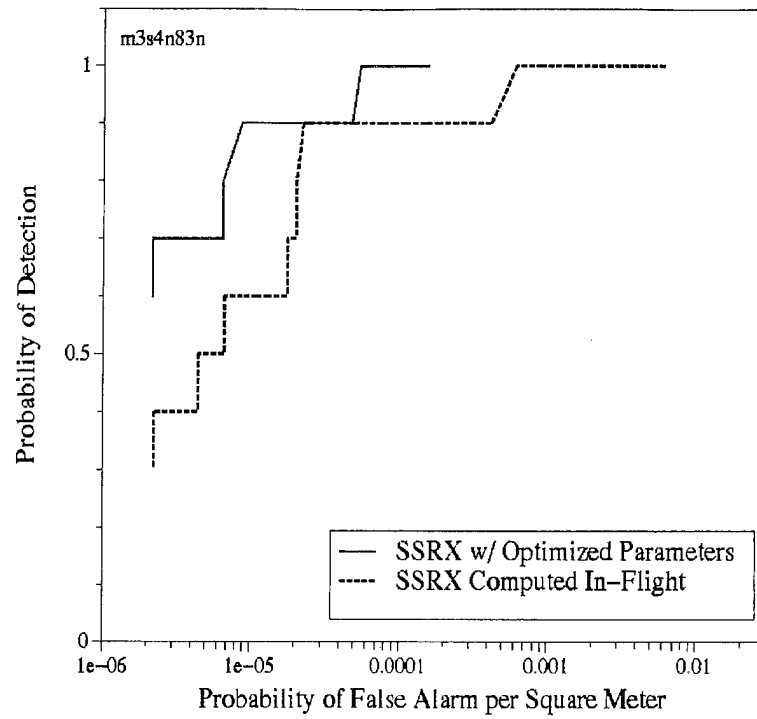 m3s4n83n
1
0.5
0
1e-06
1e-05
0.0001
0.001
0.01
Probability of Detection
Probability of False Alarm per Square Meter
SSRX w/ Optimized Parameters
SSRX Computed In-Flight